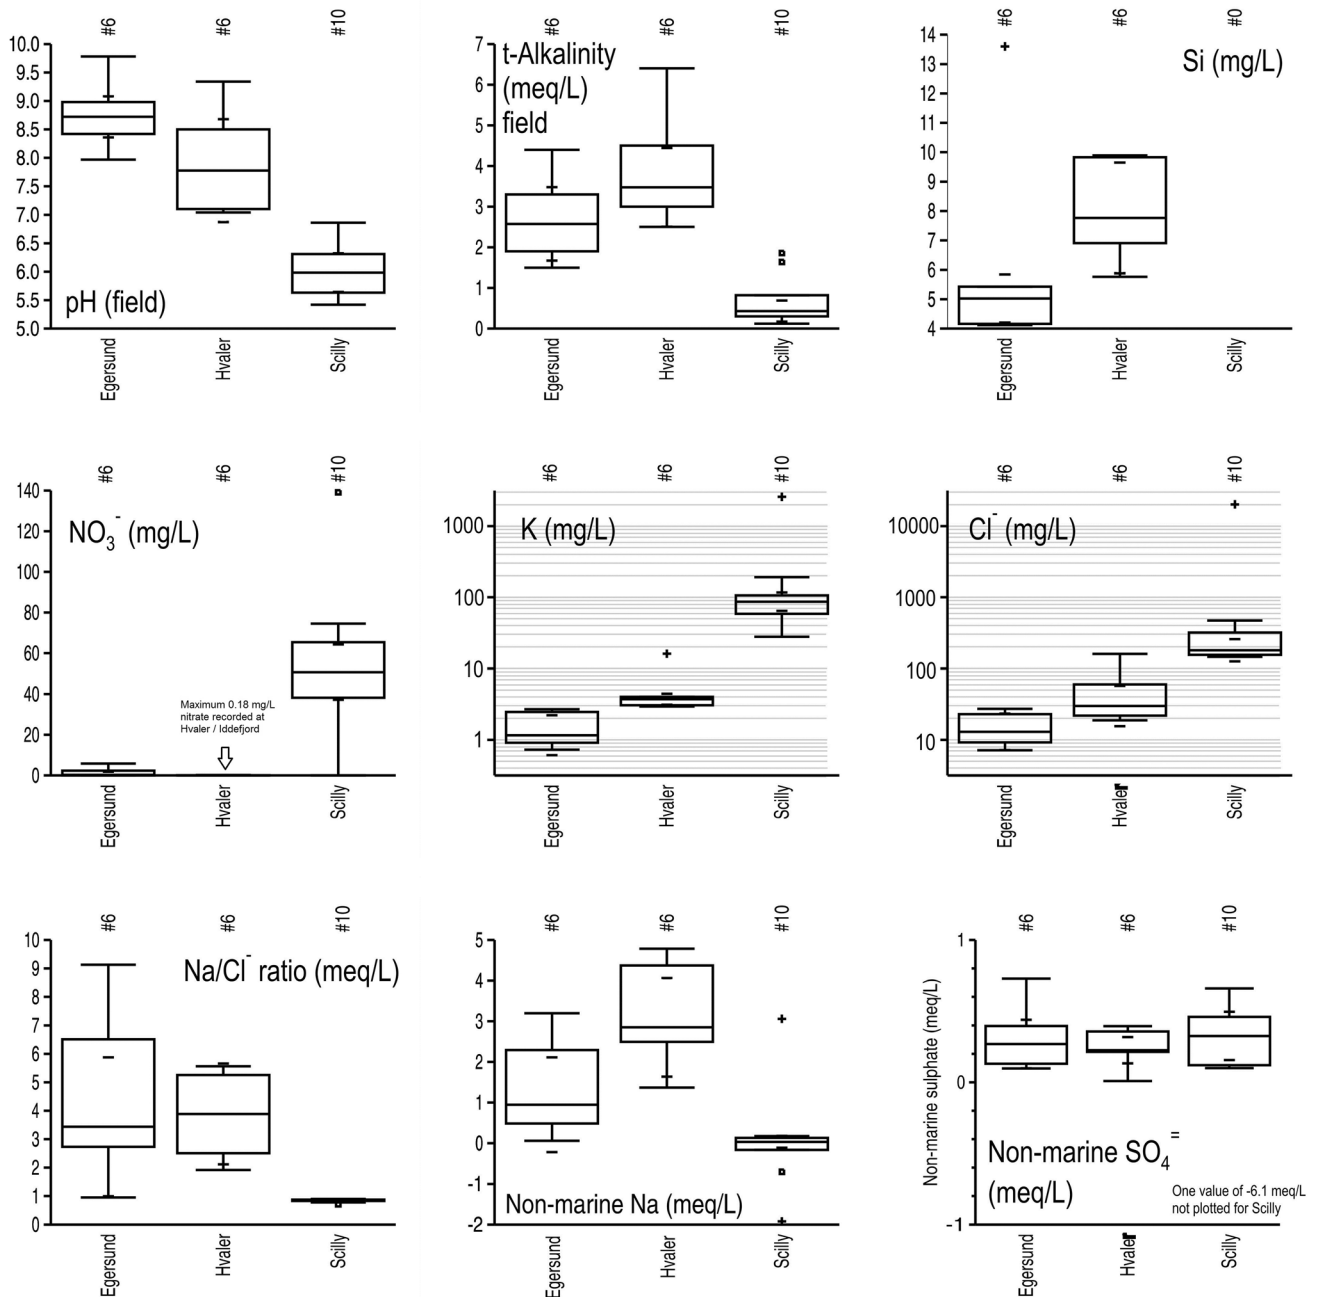 #6 #6 #10
10.0
9.5
9.0
8.5
8.0
7.5
7.0
6.5
6.0
5.5
5.0
pH (field)
Egersund Hvaler Scilly
#6 #6 #10
7
6
5
4
3
2
1
0
t-Alkalinity
(meq/L)
field
Egersund Hvaler Scilly
#6 #6 #0
14
13
12
11
10
9
8
7
6
5
4
Si (mg/L)
Egersund Hvaler Scilly
#6 #6 #10
140
120
100
80
60
40
20
0
NO3- (mg/L)
Maximum 0.18 mg/L
nitrate recorded at
Hvaler / Iddefjord
Egersund Hvaler Scilly
#6 #6 #10
1000
100
10
1
K (mg/L)
Egersund Hvaler Scilly
#6 #6 #10
10000
1000
100
10
Cl- (mg/L)
Egersund Hvaler Scilly
#6 #6 #10
10
9
8
7
6
5
4
3
2
1
0
Na/Cl- ratio (meq/L)
Egersund Hvaler Scilly
#6 #6 #10
5
4
3
2
1
0
-1
-2
Non-marine Na (meq/L)
Egersund Hvaler Scilly
#6 #6 #10
Non-marine sulphate (meq/L)
1
0
-1
Non-marine SO4=
(meq/L)
One value of -6.1 meq/L
not plotted for Scilly
Egersund Hvaler Scilly